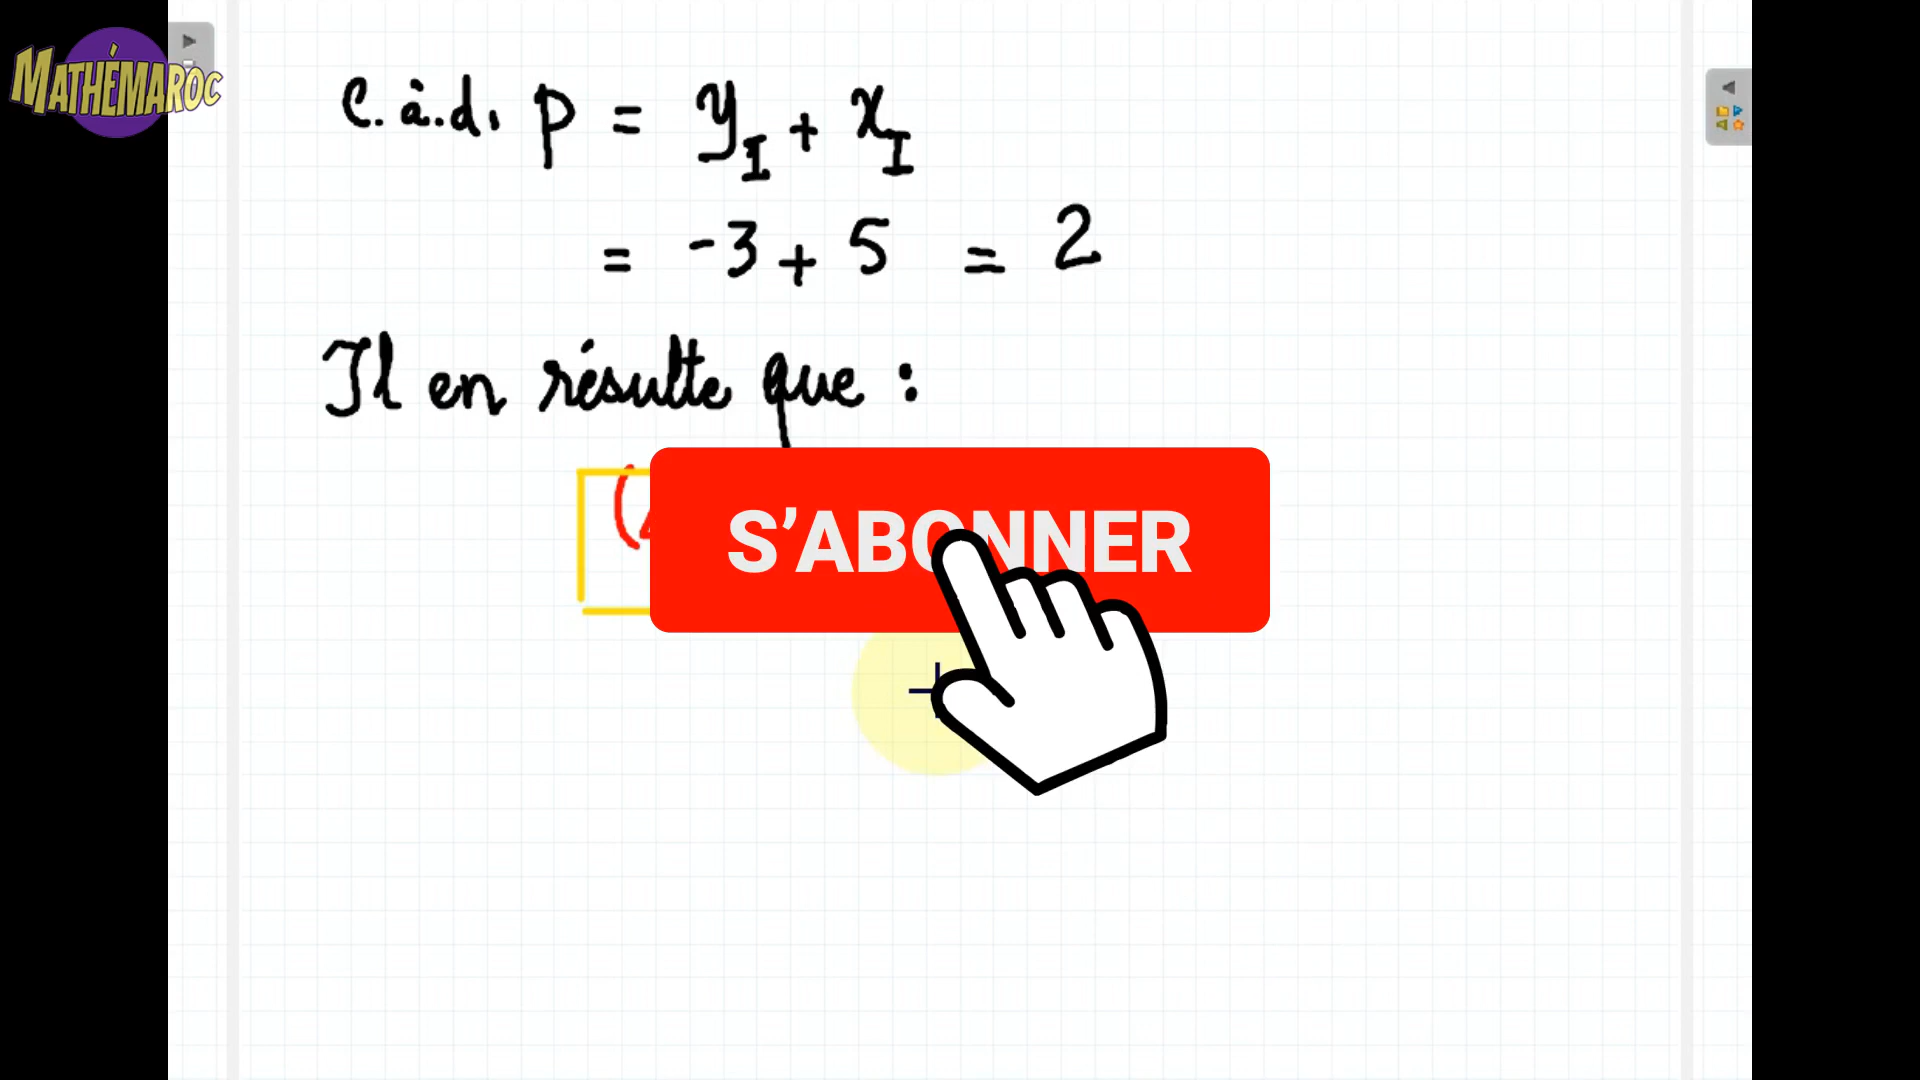 MATHÉMAROC
C.à.d. p = y_I + x_I
= -3 + 5 = 2
Il en résulte que :
(
S'ABONNER